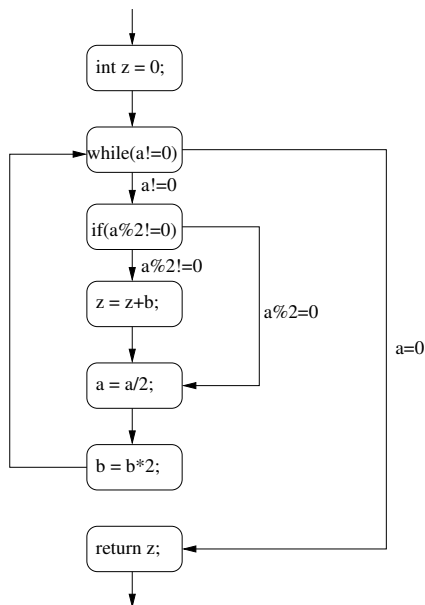 int z = 0;
while(a!=0)
a!=0
if(a%2!=0)
a%2!=0
z = z+b;
a%2=0
a=0
a = a/2;
b = b*2;
return z;